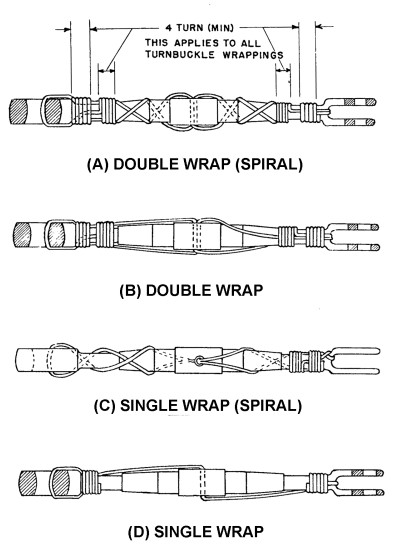 4 TURN (MIN)
THIS APPLIES TO ALL
TURNBUCKLE WRAPPINGS
(A) DOUBLE WRAP (SPIRAL)
(B) DOUBLE WRAP
(C) SINGLE WRAP (SPIRAL)
(D) SINGLE WRAP